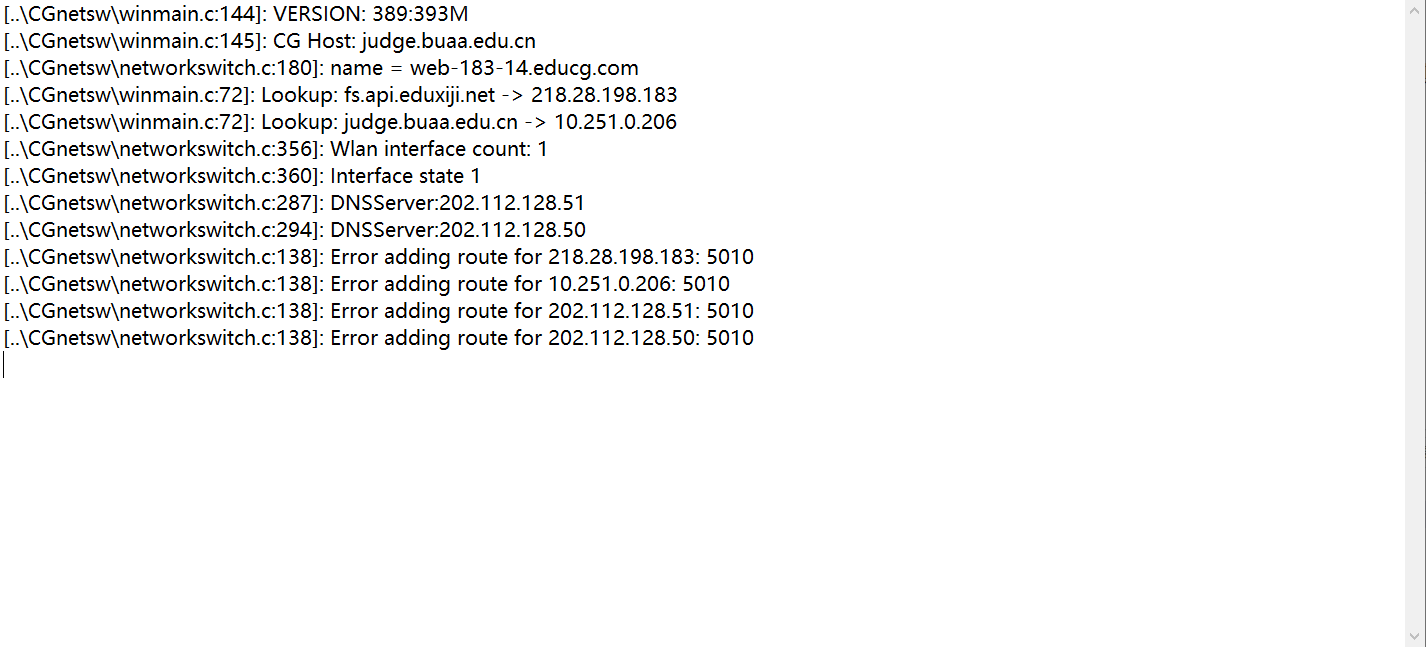 [..\CGnetsw\winmain.c:144]: VERSION: 389:393M
[..\CGnetsw\winmain.c:145]: CG Host: judge.buaa.edu.cn
[..\CGnetsw\networkswitch.c:180]: name = web-183-14.educg.com
[..\CGnetsw\winmain.c:72]: Lookup: fs.api.eduxiji.net -> 218.28.198.183
[..\CGnetsw\winmain.c:72]: Lookup: judge.buaa.edu.cn -> 10.251.0.206
[..\CGnetsw\networkswitch.c:356]: Wlan interface count: 1
[..\CGnetsw\networkswitch.c:360]: Interface state 1
[..\CGnetsw\networkswitch.c:287]: DNSServer:202.112.128.51
[..\CGnetsw\networkswitch.c:294]: DNSServer:202.112.128.50
[..\CGnetsw\networkswitch.c:138]: Error adding route for 218.28.198.183: 5010
[..\CGnetsw\networkswitch.c:138]: Error adding route for 10.251.0.206: 5010
[..\CGnetsw\networkswitch.c:138]: Error adding route for 202.112.128.51: 5010
[..\CGnetsw\networkswitch.c:138]: Error adding route for 202.112.128.50: 5010